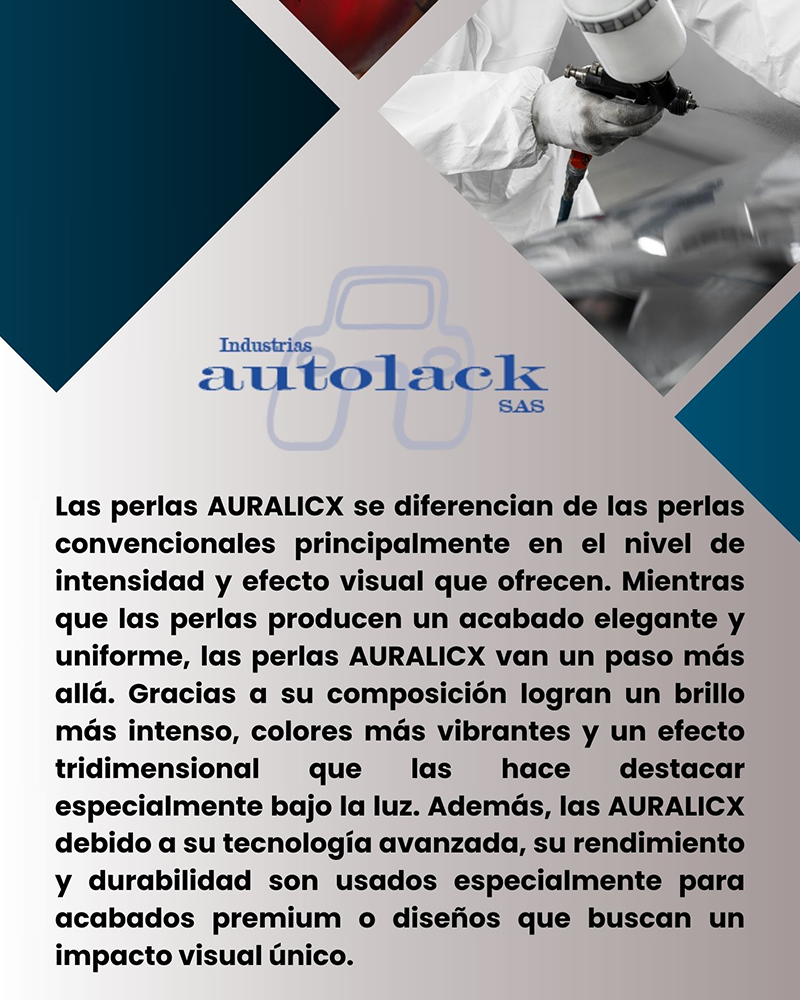 Industrias
autolack
SAS
Las perlas AURALICX se diferencian de las perlas
convencionales principalmente en el nivel de
intensidad y efecto visual que ofrecen. Mientras
que las perlas producen un acabado elegante y
uniforme, las perlas AURALICX van un paso más
allá. Gracias a su composición logran un brillo
más intenso, colores más vibrantes y un efecto
tridimensional que las hace destacar
especialmente bajo la luz. Además, las AURALICX
debido a su tecnología avanzada, su rendimiento
y durabilidad son usados especialmente para
acabados premium o diseños que buscan un
impacto visual único.